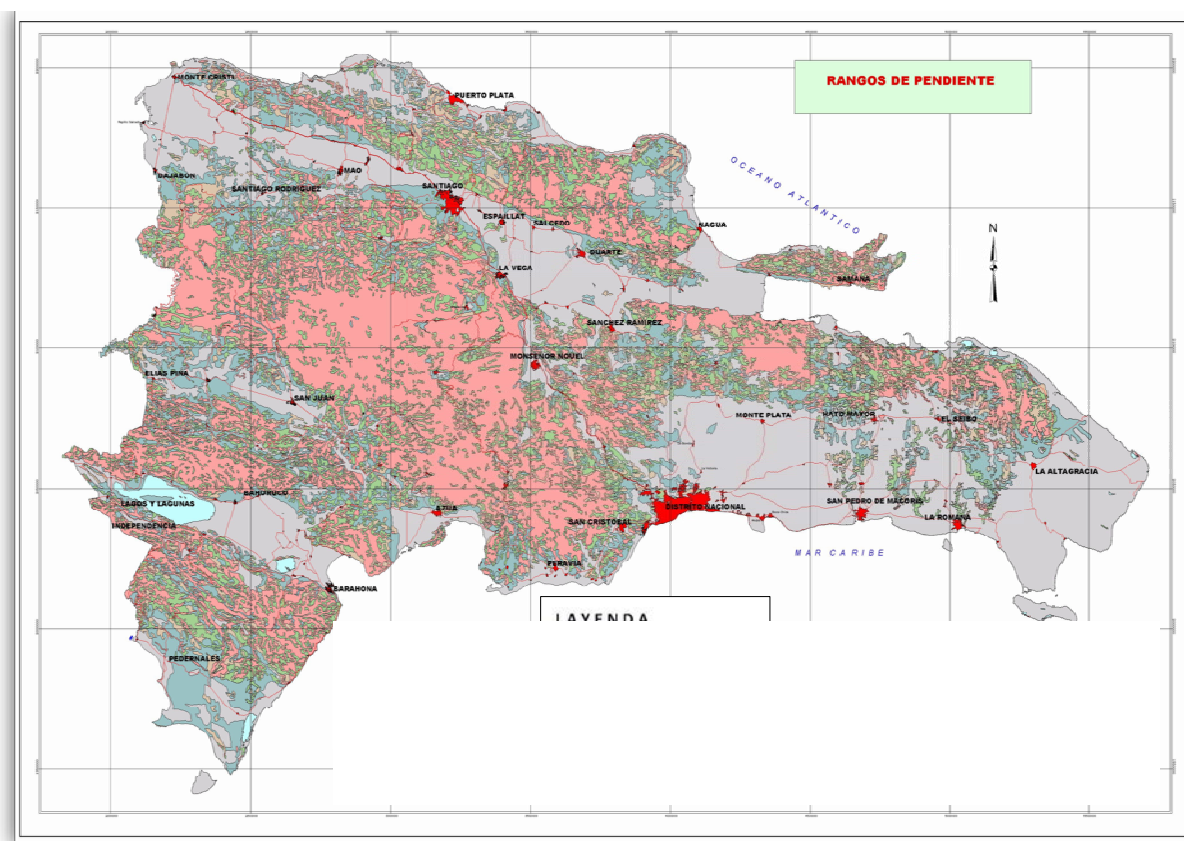 RANGOS DE PENDIENTE
MONTE CRISTI
PUERTO PLATA
OCEANO ATLANTICO
DAJABÓN
MAO
SANTIAGO RODRIGUEZ
SANTIAGO
ESPAILLAT
SALCEDO
NAGUA
N
DUARTE
LA VEGA
SAMANA
SANCHEZ RAMIREZ
MONSEÑOR NOUEL
ELIAS PIÑA
SAN JUAN
MONTE PLATA
HATO MAYOR
EL SEIBO
LA ALTAGRACIA
BAHORUCO
LAGOS Y LAGUNAS
AZUA
DISTRITO NACIONAL
SAN PEDRO DE MACORIS
LA ROMANA
INDEPENDENCIA
SAN CRISTOBAL
MAR CARIBE
PERAVIA
BARAHONA
LAYENDA
PEDERNALES